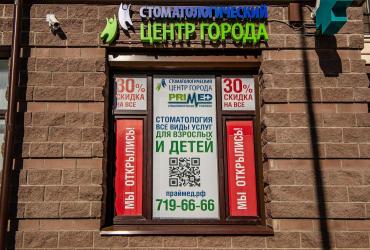 СТОМАТОЛОГИЧЕСКИЙ
ЦЕНТР ГОРОДА
30%
СКИДКА
НА ВСЕ
МЫ ОТКРЫЛИСЬ!
СТОМАТОЛОГИЧЕСКИЙ
ЦЕНТР ГОРОДА
PRIMED
СТОМАТОЛОГИЯ
ВСЕ ВИДЫ УСЛУГ
ДЛЯ ВЗРОСЛЫХ
И ДЕТЕЙ
праймед.рф
719-66-66
30%
СКИДКА
НА ВСЕ
МЫ ОТКРЫЛИСЬ!